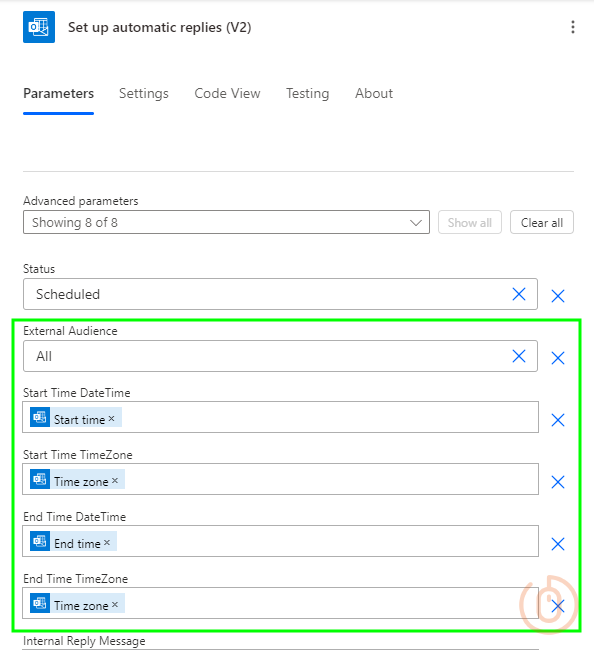 Set up automatic replies (V2)
Parameters Settings Code View Testing About
Advanced parameters
Showing 8 of 8 Show all Clear all
Status
Scheduled
External Audience
All
Start Time DateTime
Start time ×
Start Time TimeZone
Time zone ×
End Time DateTime
End time ×
End Time TimeZone
Time zone ×
Internal Reply Message